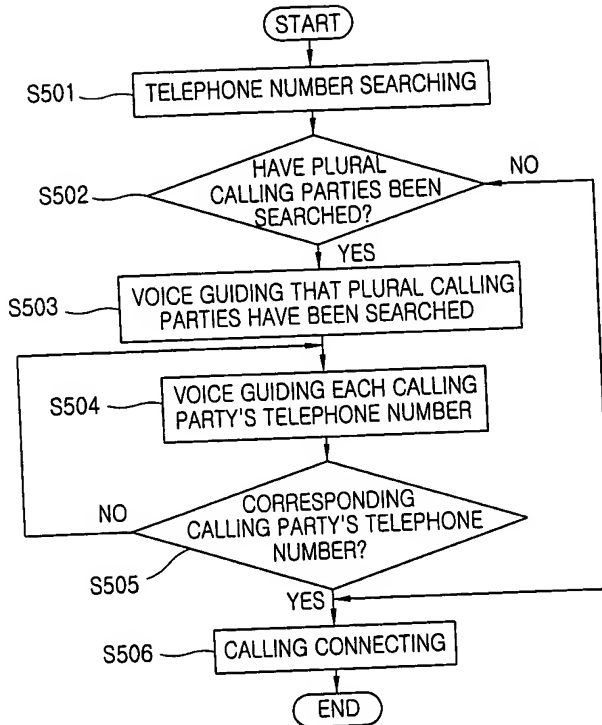 START
S501
TELEPHONE NUMBER SEARCHING
S502
HAVE PLURAL
CALLING PARTIES BEEN
SEARCHED?
NO
YES
S503
VOICE GUIDING THAT PLURAL CALLING
PARTIES HAVE BEEN SEARCHED
S504
VOICE GUIDING EACH CALLING
PARTY'S TELEPHONE NUMBER
NO
CORRESPONDING
CALLING PARTY'S TELEPHONE
NUMBER?
S505
YES
S506
CALLING CONNECTING
END